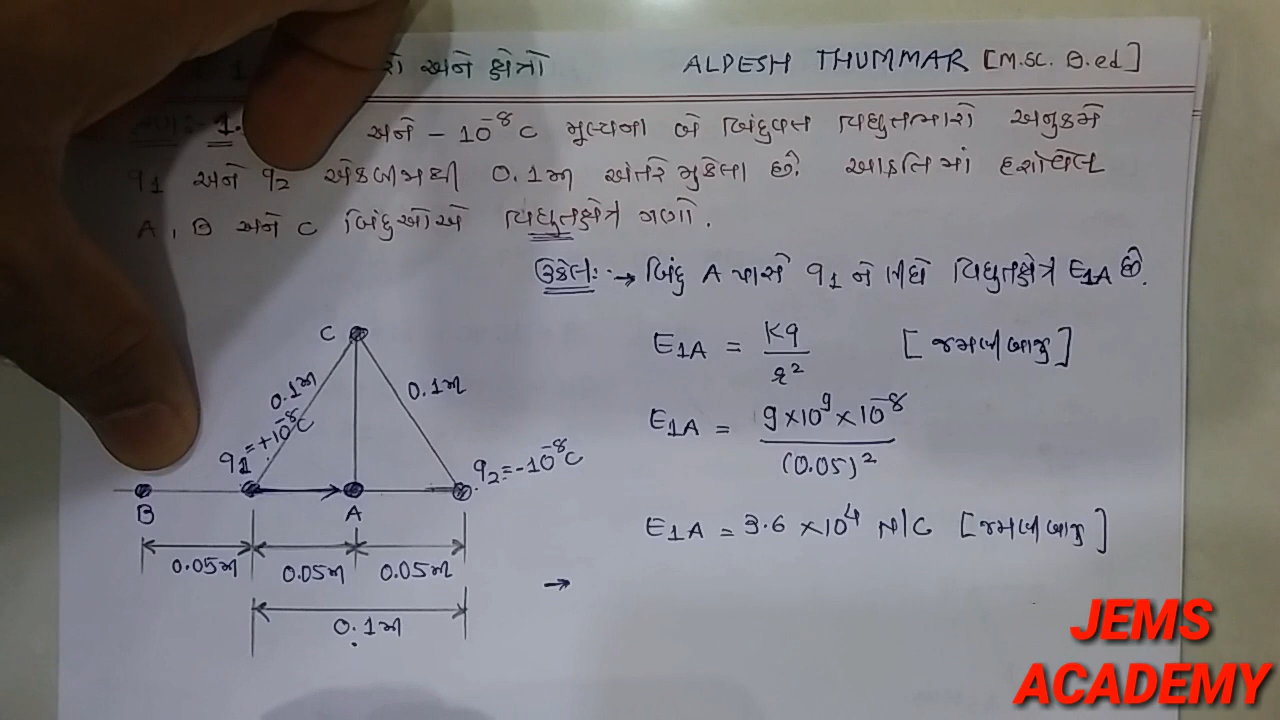 અને ક્ષેત્રો ALPESH THUMMAR [M.SC. B.ed]
1. અને -10⁻⁸C મૂલ્યના બે બિંદુવત વિદ્યુતભારો અનુક્રમે
q1 અને q2 એકબીજાથી 0.1m અંતરે મુકેલા છે. આકૃતિમાં દર્શાવેલ
A, B અને C બિંદુઓએ વિદ્યુતક્ષેત્રે ગણો.
ઉકેલ:- → બિંદુ A પાસે q1 ને લીધે વિદ્યુતક્ષેત્ર E1A છે.
E1A = Kq / r² [જમણી બાજુ]
E1A = 9×10⁹×10⁻⁸ / (0.05)²
E1A = 3.6 ×10⁴ N/C [જમણી બાજુ]
→
C
0.1m 0.1m
q1=+10⁻⁸C q2=-10⁻⁸C
B A
0.05m 0.05m 0.05m
0.1m
JEMS
ACADEMY